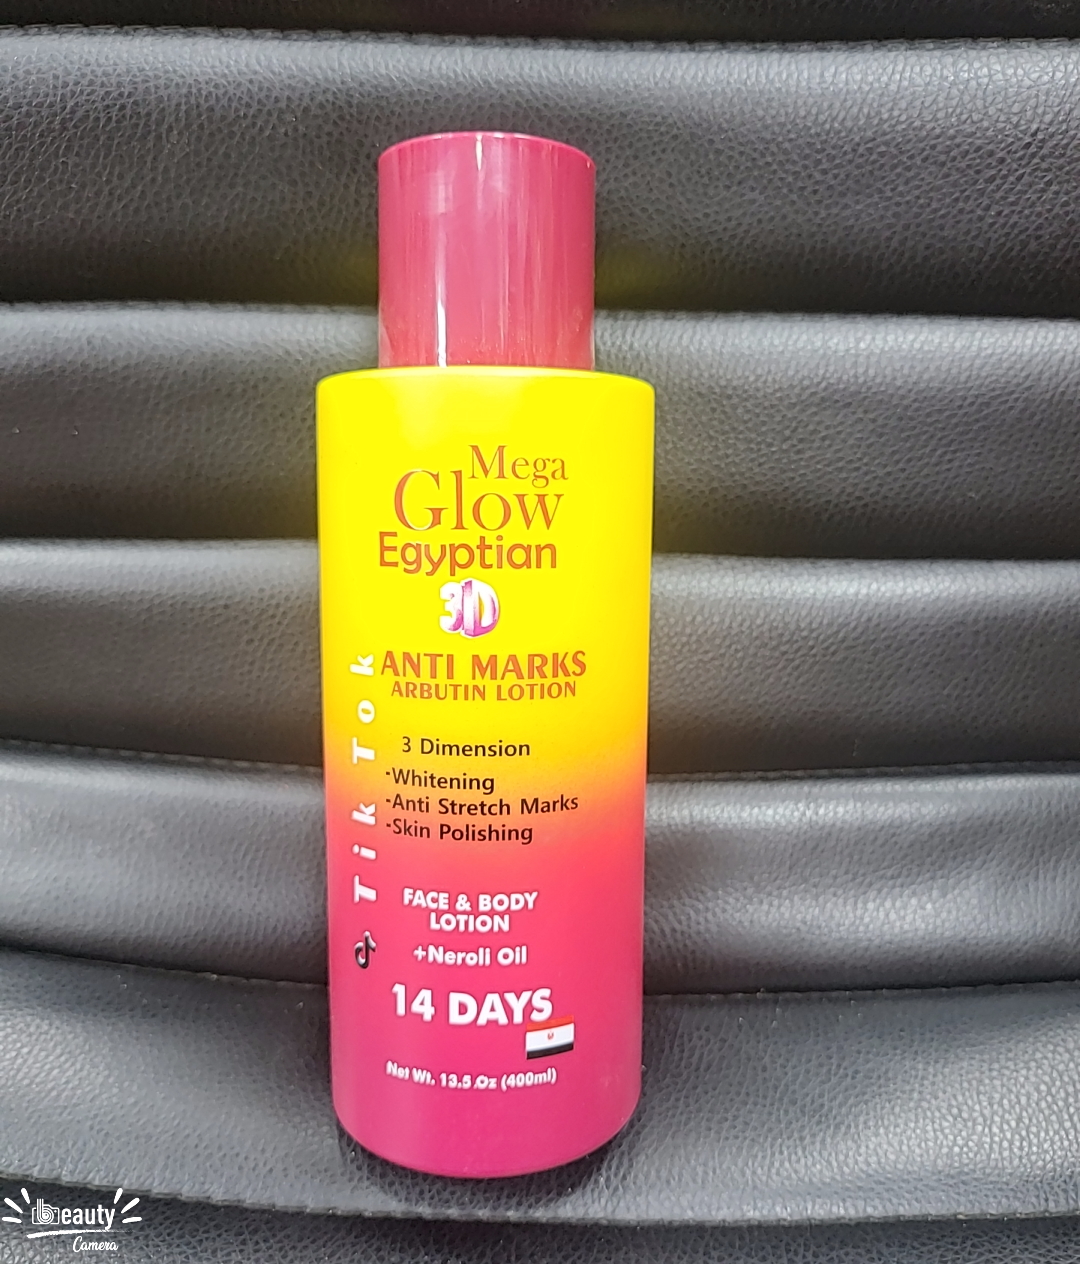 Mega
Glow
Egyptian
3D
ANTI MARKS
ARBUTIN LOTION
3 Dimension
-Whitening
-Anti Stretch Marks
-Skin Polishing
Tik Tok
FACE & BODY
LOTION
+Neroli Oil
14 DAYS
Net Wt. 13.5 Oz (400ml)
beauty
Camera